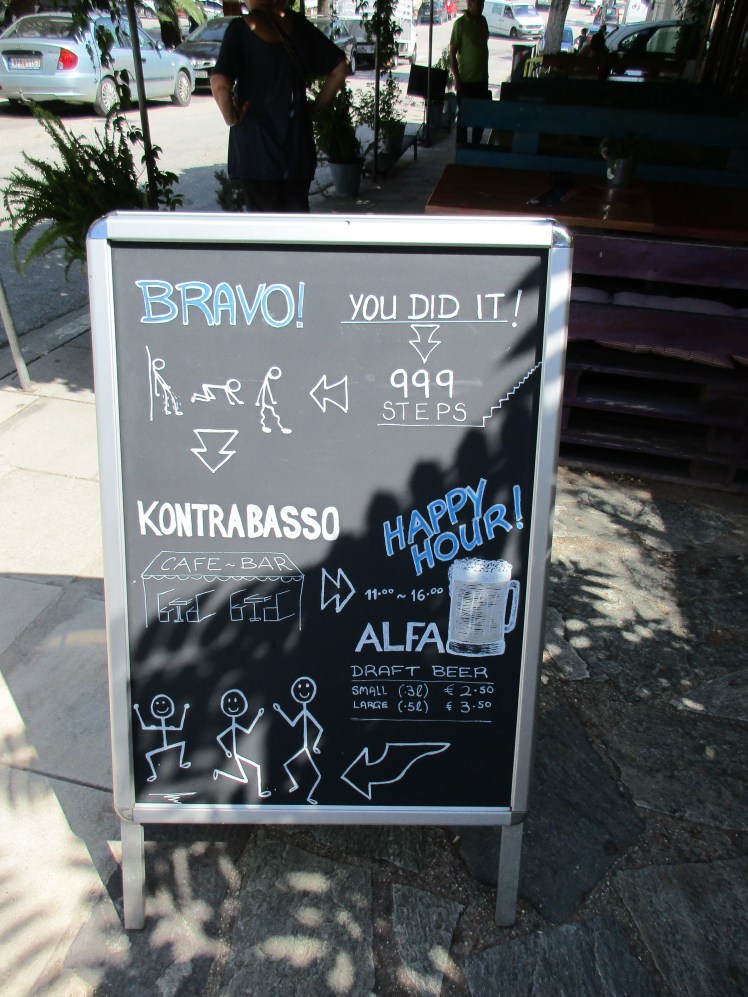 BRAVO!
YOU DID IT!
999
STEPS
KONTRABASSO
CAFE~BAR
HAPPY
HOUR!
11.00 ~ 16.00
ALFA
DRAFT BEER
SMALL (.3ℓ) € 2.50
LARGE (.5ℓ) € 3.50